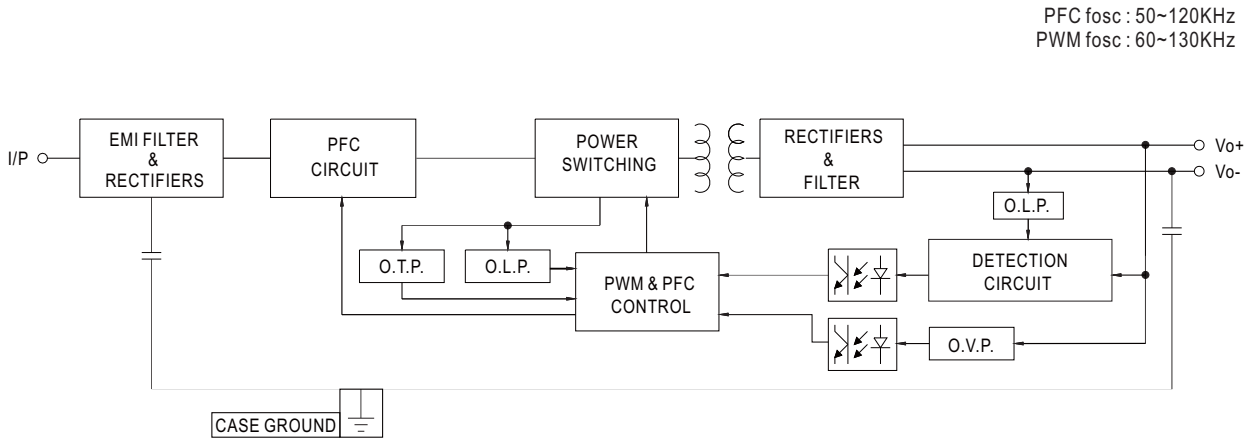 PFC fosc : 50~120KHz
PWM fosc : 60~130KHz
EMI FILTER
&
RECTIFIERS
PFC
CIRCUIT
POWER
SWITCHING
RECTIFIERS
&
FILTER
I/P
Vo+
Vo-
O.L.P.
O.T.P.
O.L.P.
PWM & PFC
CONTROL
DETECTION
CIRCUIT
O.V.P.
CASE GROUND